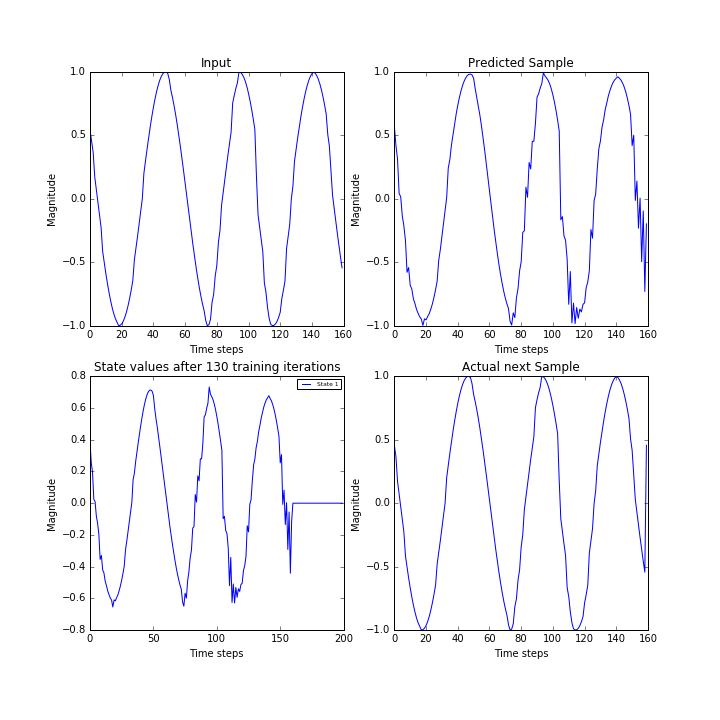 Input
Magnitude
1.0
0.5
0.0
−0.5
−1.0
0 20 40 60 80 100 120 140 160
Time steps
Predicted Sample
Magnitude
1.0
0.5
0.0
−0.5
−1.0
0 20 40 60 80 100 120 140 160
Time steps
State values after 130 training iterations
State 1
Magnitude
0.8
0.6
0.4
0.2
0.0
−0.2
−0.4
−0.6
−0.8
0 50 100 150 200
Time steps
Actual next Sample
Magnitude
1.0
0.5
0.0
−0.5
−1.0
0 20 40 60 80 100 120 140 160
Time steps